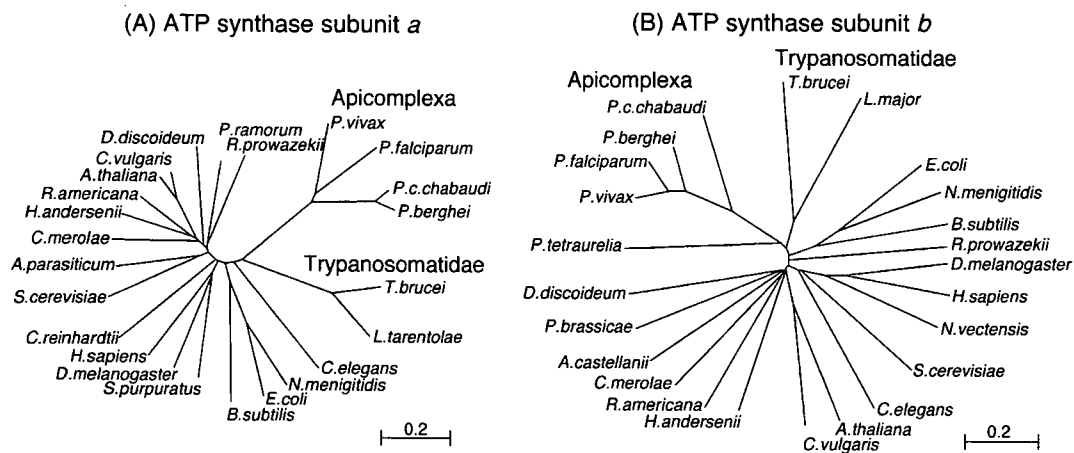 (A) ATP synthase subunit a
Apicomplexa
P.vivax
P.ramorum
D.discoideum
R.prowazekii
P.falciparum
C.vulgaris
A.thaliana
R.americana
P.c.chabaudi
H.andersenii
P.berghei
C.merolae
A.parasiticum
Trypanosomatidae
T.brucei
S.cerevisiae
C.reinhardtii
L.tarentolae
H.sapiens
C.elegans
D.melanogaster
N.menigitidis
S.purpuratus
E.coli
B.subtilis
0.2
(B) ATP synthase subunit b
Trypanosomatidae
Apicomplexa
T.brucei
P.c.chabaudi
L.major
P.berghei
P.falciparum
E.coli
P.vivax
N.menigitidis
B.subtilis
P.tetraurelia
R.prowazekii
D.melanogaster
D.discoideum
H.sapiens
P.brassicae
N.vectensis
A.castellanii
S.cerevisiae
C.merolae
R.americana
C.elegans
H.andersenii
A.thaliana
C.vulgaris
0.2